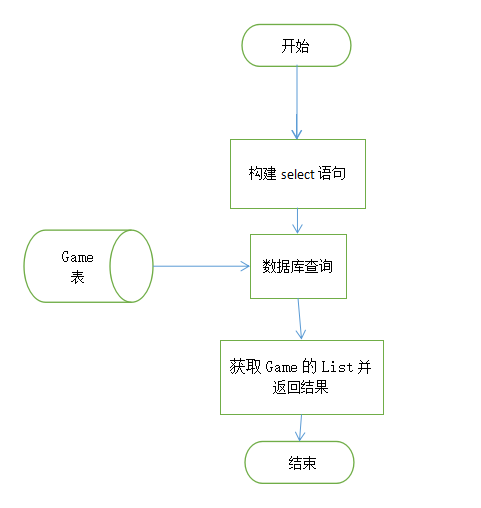 开始
构建 select 语句
Game
表
数据库查询
获取 Game 的 List 并
返回结果
结束